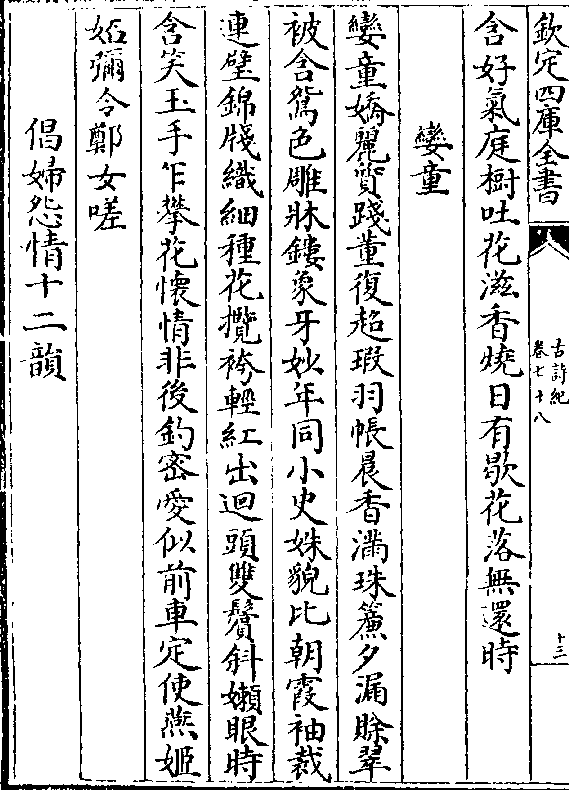 欽定四庫全書
古詩紀
卷七十八
十三
含好氣庭樹吐花滋香燒日有歇花落無還時
孌童
孌童嬌麗質踐董復超瑕羽帳晨香滿珠簾夕漏賖翠
被含鴛色雕牀鏤象牙妙年同小史姝貌比朝霞袖裁
連璧錦牋織細種花攬袴輕紅出迴頭雙鬢斜嬾眼時
含笑玉手乍攀花懷情非後釣密愛似前車定使燕姬
妬彌令鄭女嗟
倡婦怨情十二韻